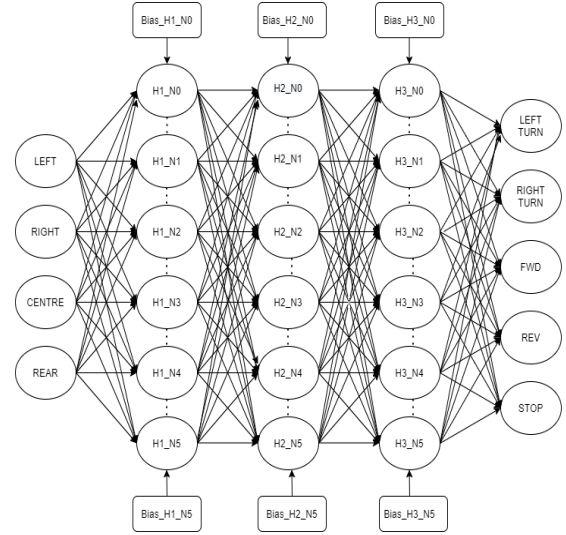 Bias_H1_N0
Bias_H2_N0
Bias_H3_N0
H1_N0
H2_N0
H3_N0
LEFT
TURN
LEFT
H1_N1
H2_N1
H3_N1
RIGHT
TURN
RIGHT
H1_N2
H2_N2
H3_N2
FWD
CENTRE
H1_N3
H2_N3
H3_N3
REV
REAR
H1_N4
H2_N4
H3_N4
STOP
H1_N5
H2_N5
H3_N5
Bias_H1_N5
Bias_H2_N5
Bias_H3_N5